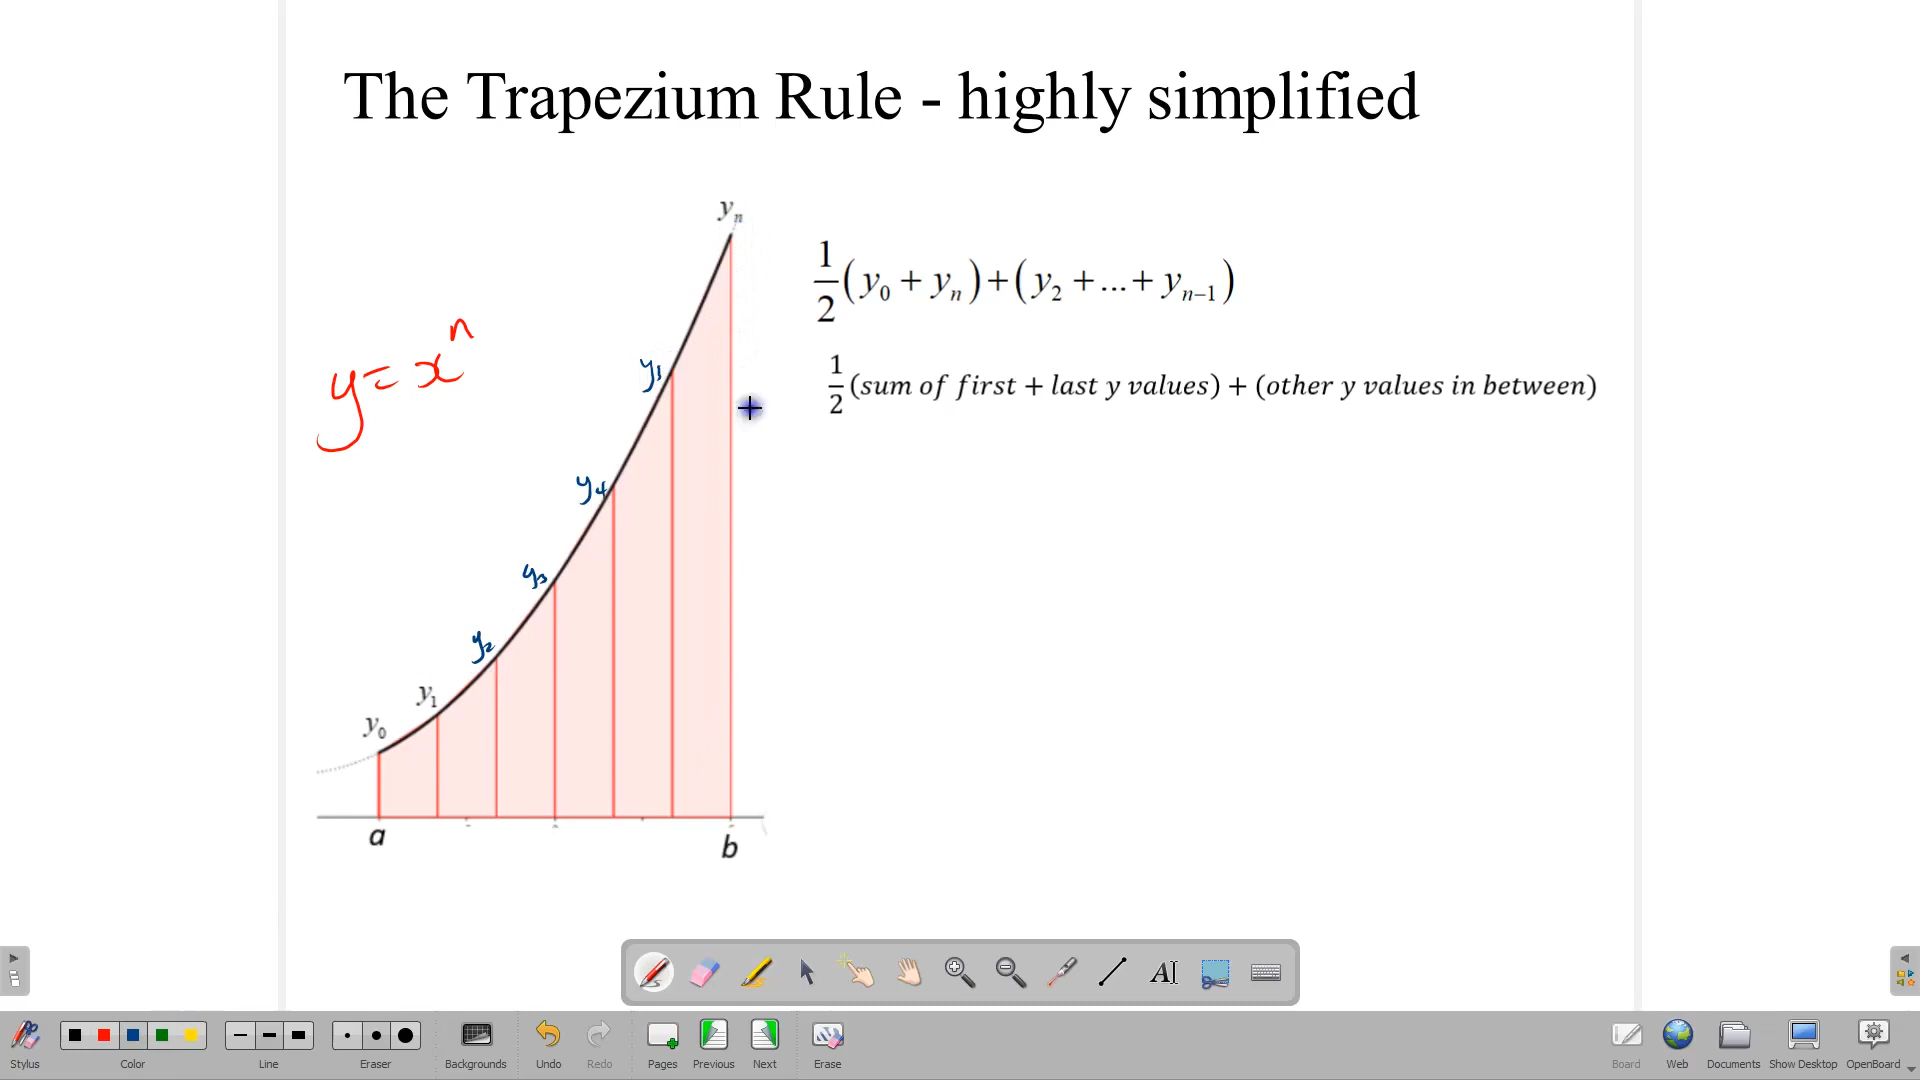 The Trapezium Rule - highly simplified
yₙ
1/2(y₀ + yₙ)+(y₂ +...+ yₙ₋₁)
y=xⁿ
1/2(sum of first + last y values) + (other y values in between)
y₅
y₄
y₃
y₂
y₁
y₀
a
b
AI
Stylus
Color
Line
Eraser
Backgrounds
Undo
Redo
Pages
Previous
Next
Erase
Board
Web
Documents
Show Desktop
OpenBoard